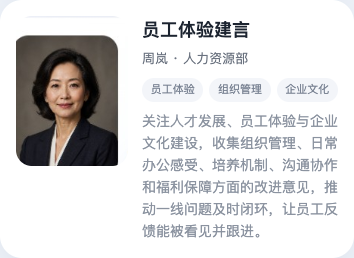 员工体验建言
周岚 · 人力资源部
员工体验 组织管理 企业文化
关注人才发展、员工体验与企业
文化建设，收集组织管理、日常
办公感受、培养机制、沟通协作
和福利保障方面的改进意见，推
动一线问题及时闭环，让员工反
馈能被看见并跟进。